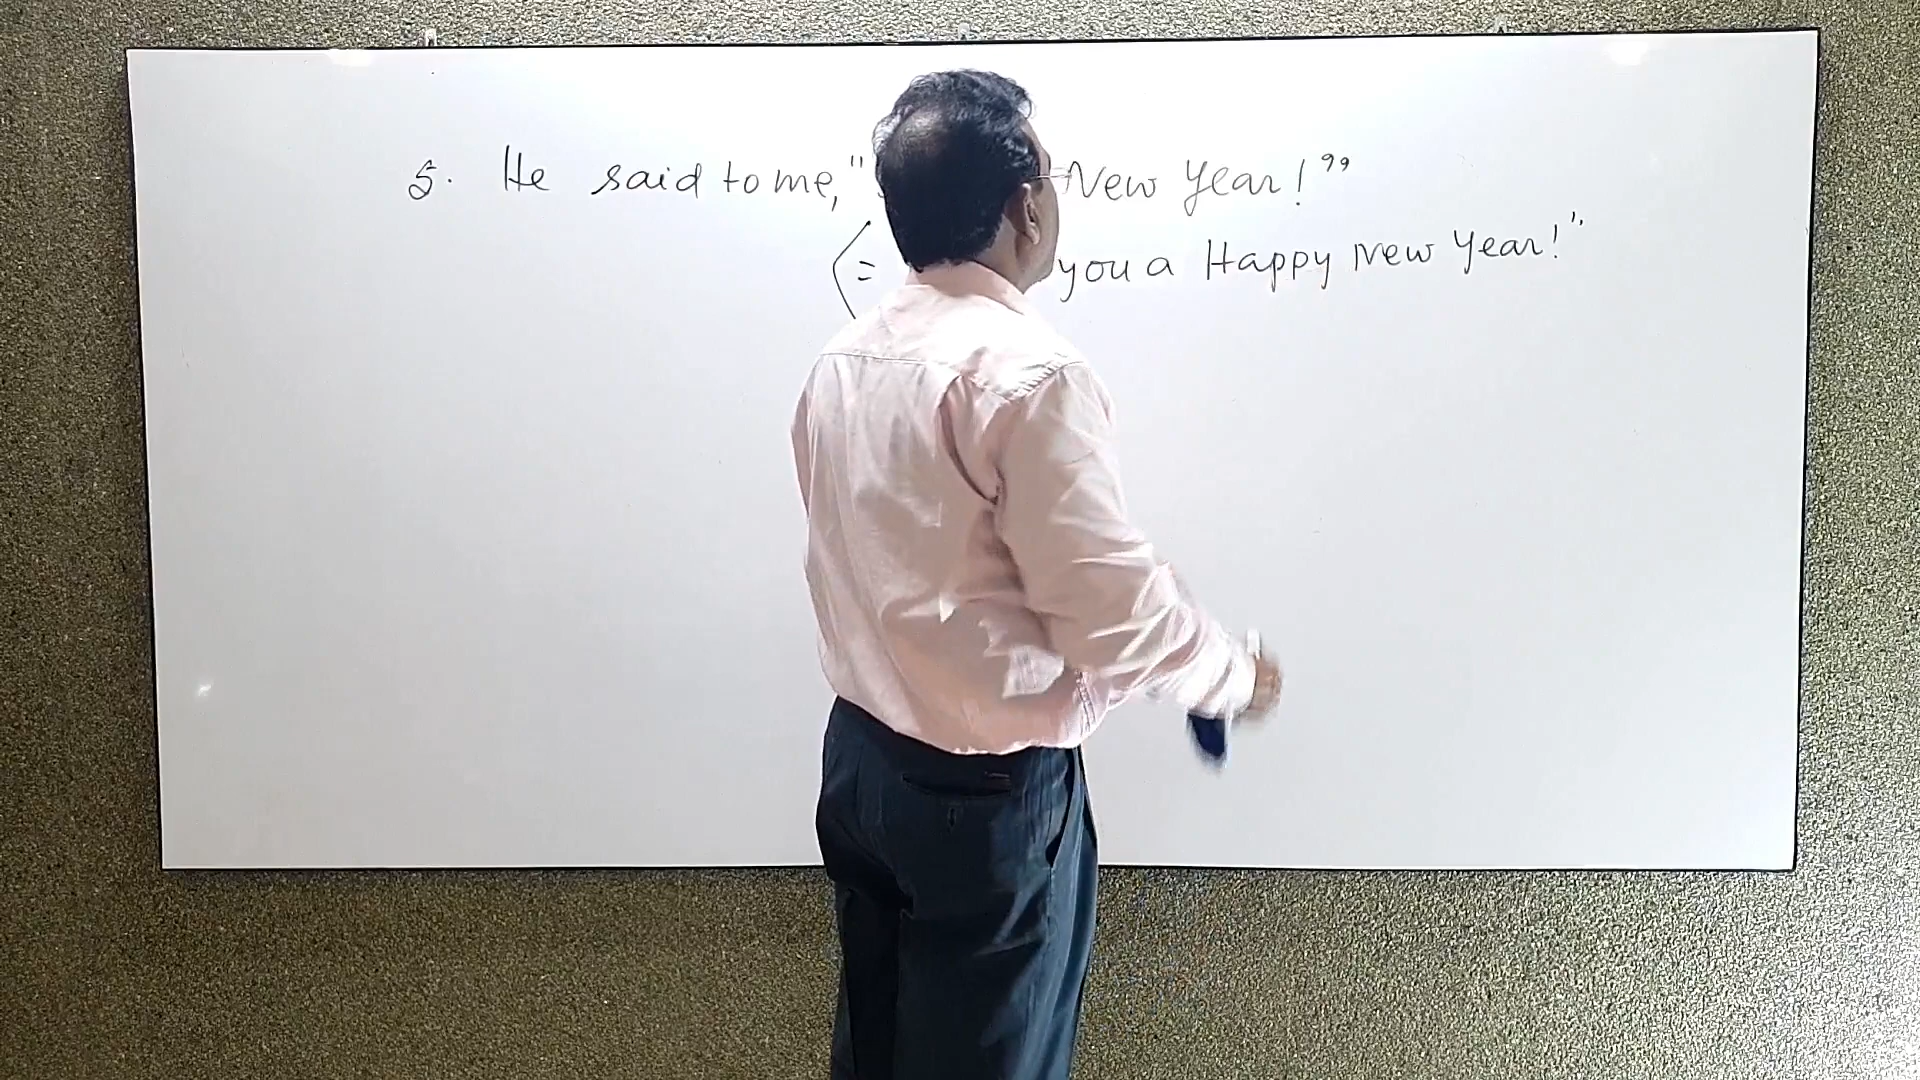 5. He said to me," New Year!”
(= you a Happy New Year!"